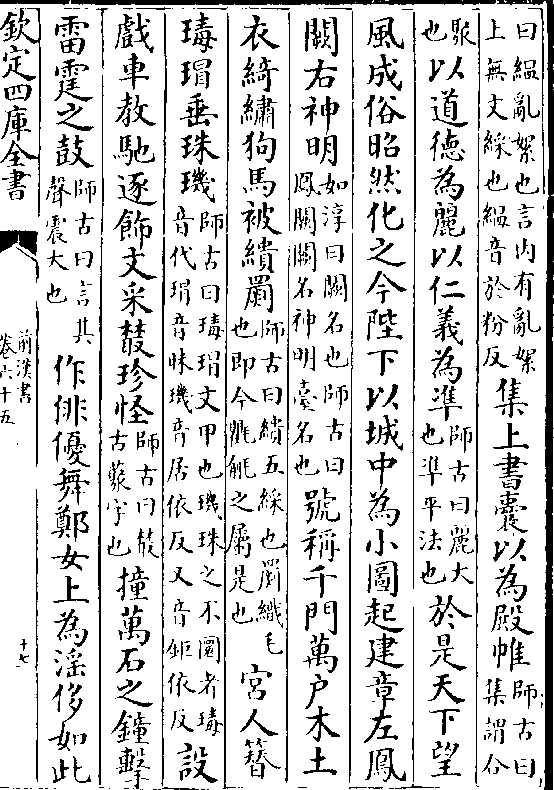 曰緼亂絮也言内有亂絮上無文綵也緼音於粉反集上書囊以為殿帷師古曰集謂合
聚也以道德為麗以仁義為凖師古曰麗大也凖平法也於是天下望
風成俗昭然化之今陛下以城中為小圖起建章左鳳
闕右神明如淳曰闕名也師古曰鳳闕闕名神明臺名也號稱千門萬户木土
衣綺繡狗馬被繢罽師古曰繢五綵也罽織毛也即今氍毹之屬是也宫人簪
瑇瑁垂珠璣師古曰瑇瑁文甲也璣珠之不圜者瑇音代瑁音昧璣音居依反又音鉅依反設
戲車教馳逐飾文采䕺珍怪師古曰䕺古叢字也撞萬石之鐘擊
雷霆之鼓師古曰言其聲震大也作俳優舞鄭女上為淫侈如此
欽定四庫全書
前漢書
卷六十五
十七